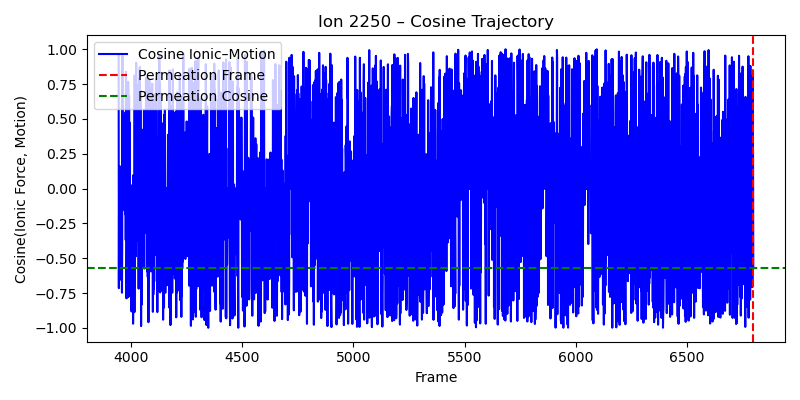 Ion 2250 – Cosine Trajectory
Cosine Ionic–Motion
Permeation Frame
Permeation Cosine
Cosine(Ionic Force, Motion)
1.00
0.75
0.50
0.25
0.00
−0.25
−0.50
−0.75
−1.00
4000 4500 5000 5500 6000 6500
Frame